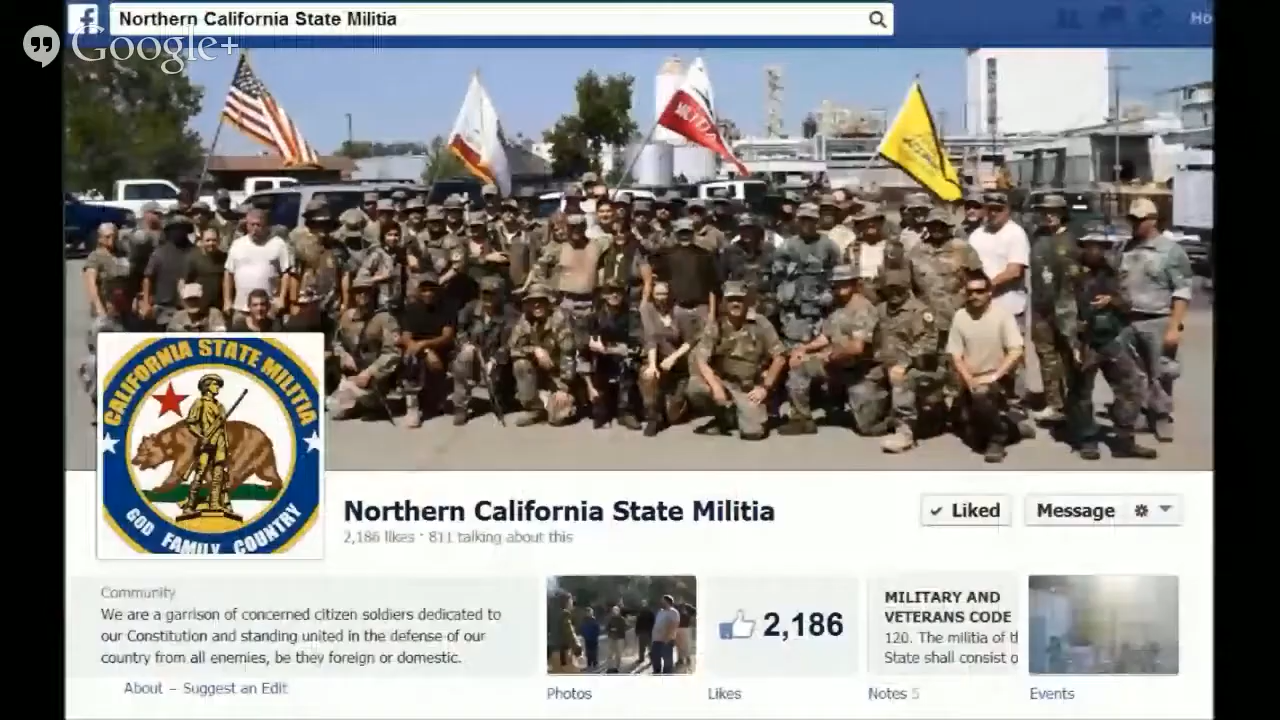 Northern California State Militia
Ho
Google+
MILITIA
CALIFORNIA STATE MILITIA
GOD FAMILY COUNTRY
Northern California State Militia
✓ Liked
Message
2,186 likes · 811 talking about this
Community
We are a garrison of concerned citizen soldiers dedicated to
our Constitution and standing united in the defense of our
country from all enemies, be they foreign or domestic.
About – Suggest an Edit
Photos
2,186
Likes
MILITARY AND
VETERANS CODE
120. The militia of th
State shall consist o
Notes 5
Events